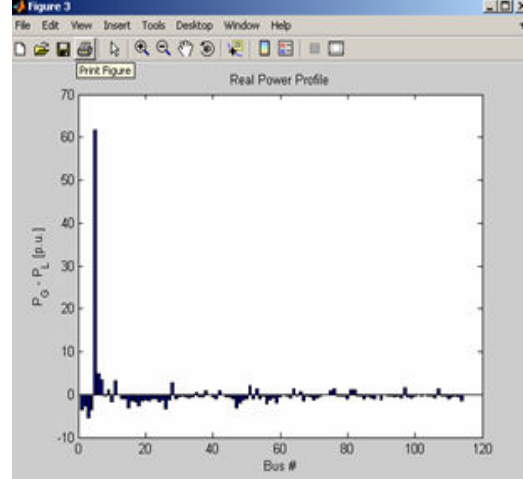 Figure 3
File Edit View Insert Tools Desktop Window Help
Print Figure
Real Power Profile
70
60
50
40
30
20
10
0
-10
P_G - P_L [p.u.]
0 20 40 60 80 100 120
Bus #